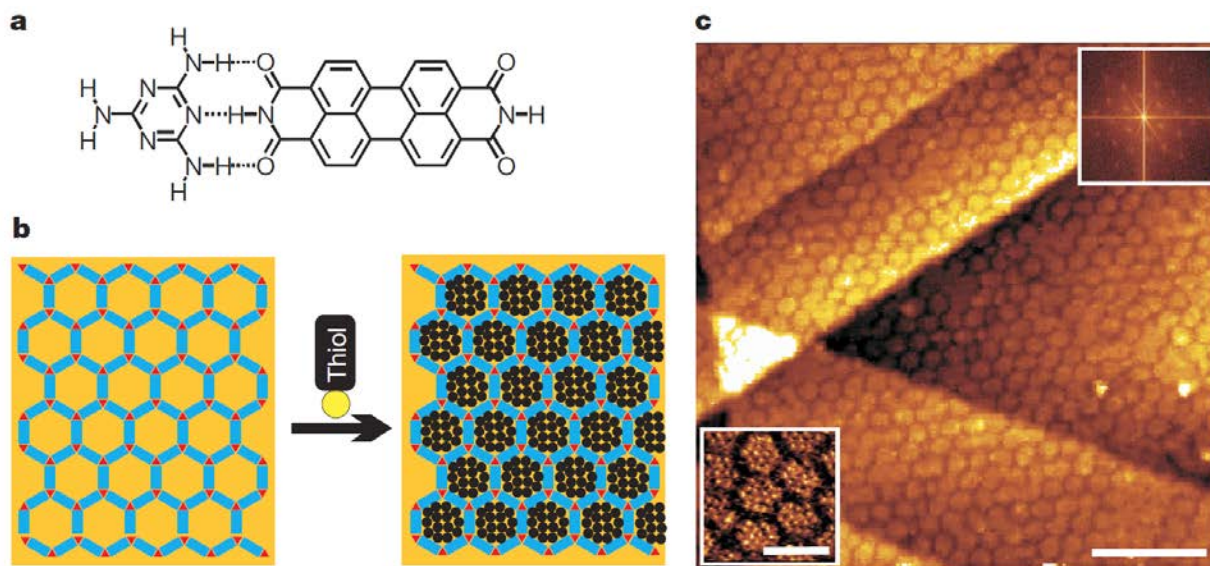 a
H
N-H O O
H N
N N H-N N-H
H N
N-H O O
H
b
Thiol
c